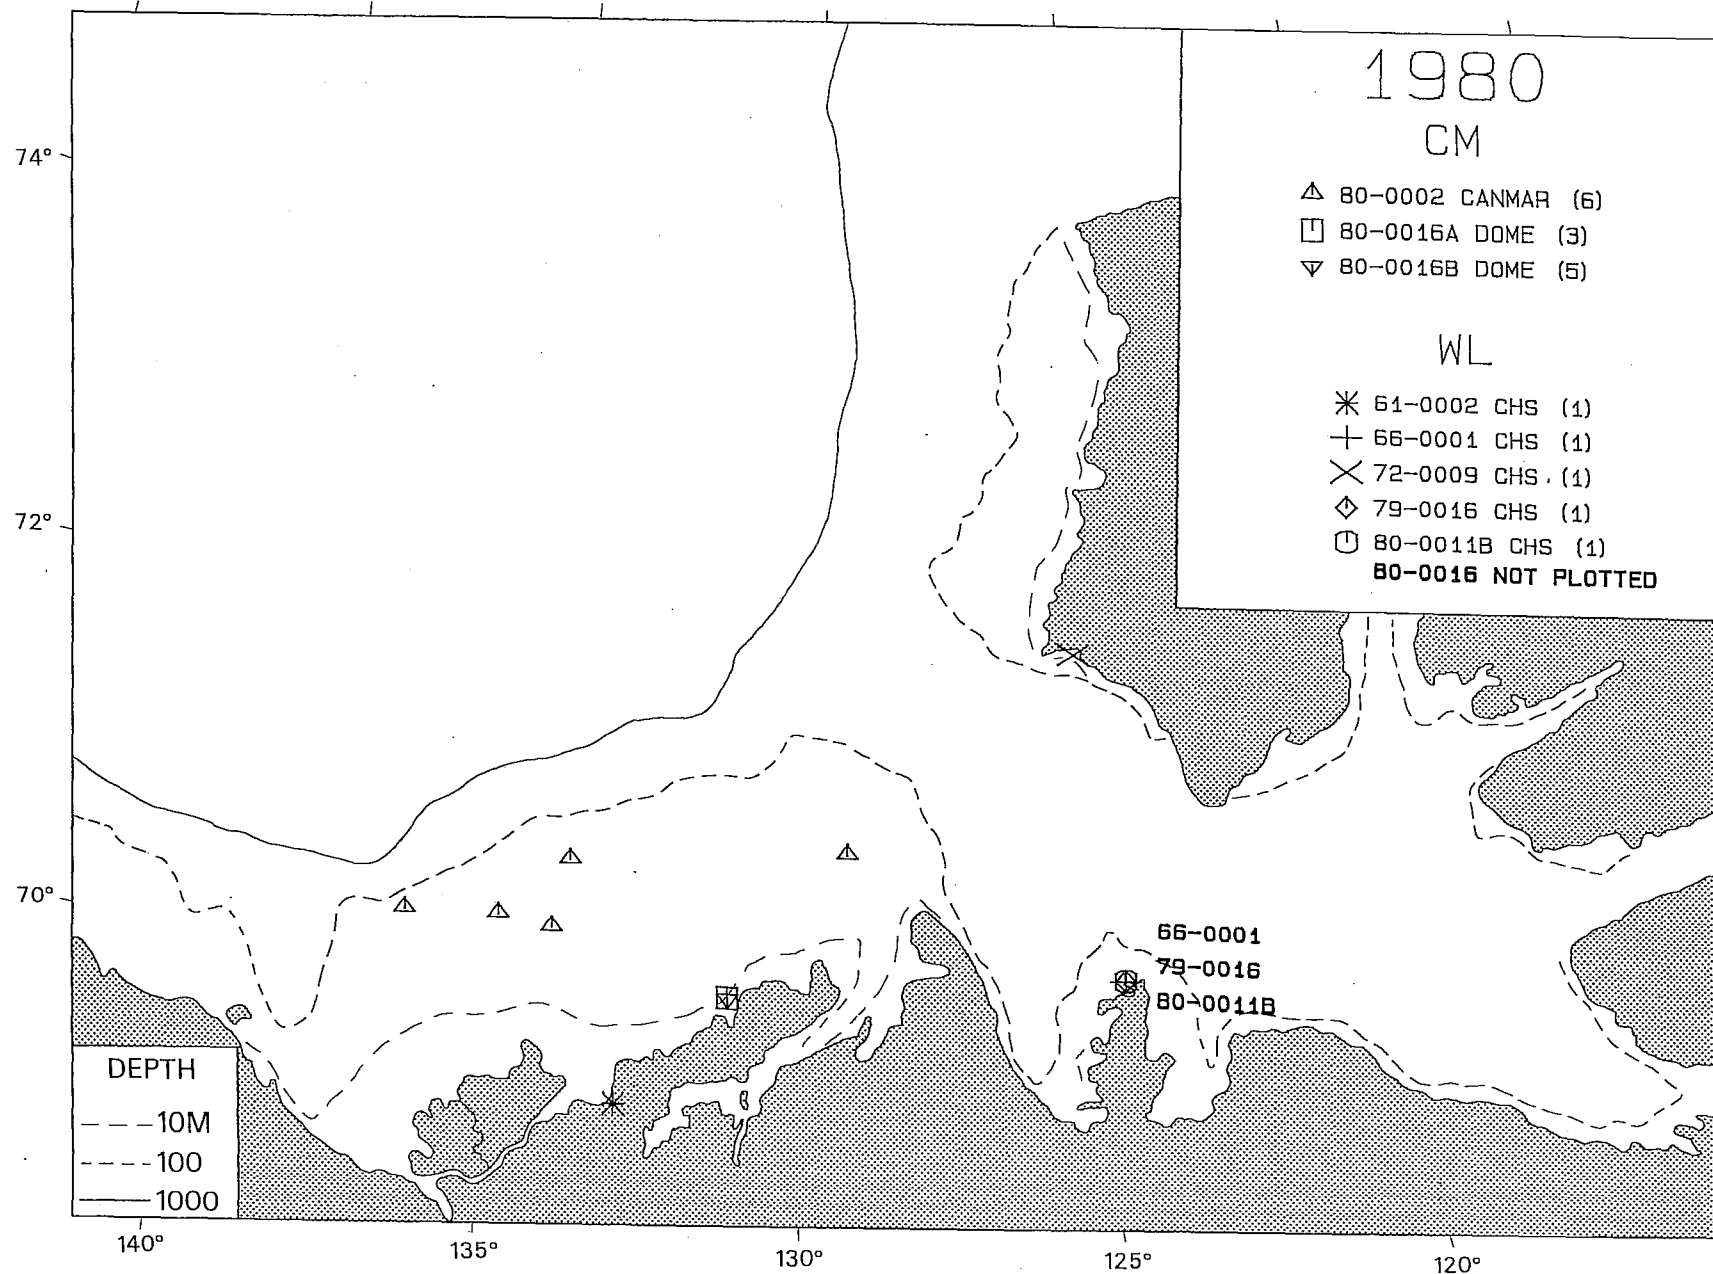 1980
CM
80-0002 CANMAR (6)
80-0016A DOME (3)
80-0016B DOME (5)
WL
61-0002 CHS (1)
66-0001 CHS (1)
72-0009 CHS (1)
79-0016 CHS (1)
80-0011B CHS (1)
80-0016 NOT PLOTTED
74°
72°
70°
66-0001
79-0016
80-0011B
DEPTH
10M
100
1000
140°
135°
130°
125°
120°